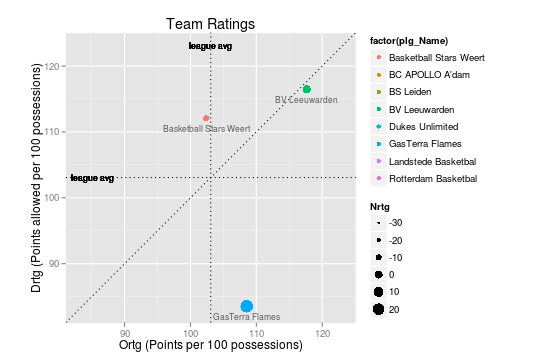 Team Ratings
league avg
120
BV Leeuwarden
Basketball Stars Weert
110
league avg
100
90
GasTerra Flames
90
100
110
120
Ortg (Points per 100 possessions)
Drtg (Points allowed per 100 possessions)
factor(plg_Name)
Basketball Stars Weert
BC APOLLO A'dam
BS Leiden
BV Leeuwarden
Dukes Unlimited
GasTerra Flames
Landstede Basketbal
Rotterdam Basketbal
Nrtg
-30
-20
-10
0
10
20